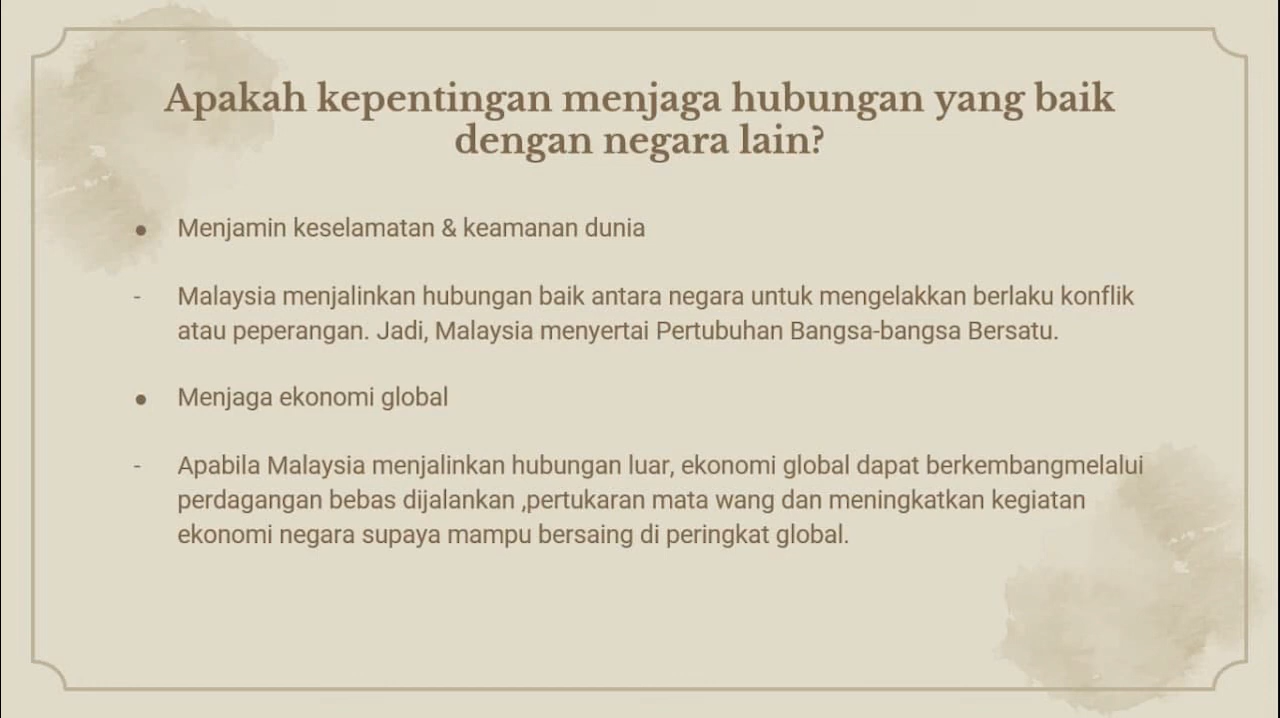 Apakah kepentingan menjaga hubungan yang baik
dengan negara lain?
● Menjamin keselamatan & keamanan dunia
- Malaysia menjalinkan hubungan baik antara negara untuk mengelakkan berlaku konflik
atau peperangan. Jadi, Malaysia menyertai Pertubuhan Bangsa-bangsa Bersatu.
● Menjaga ekonomi global
- Apabila Malaysia menjalinkan hubungan luar, ekonomi global dapat berkembangmelalui
perdagangan bebas dijalankan ,pertukaran mata wang dan meningkatkan kegiatan
ekonomi negara supaya mampu bersaing di peringkat global.